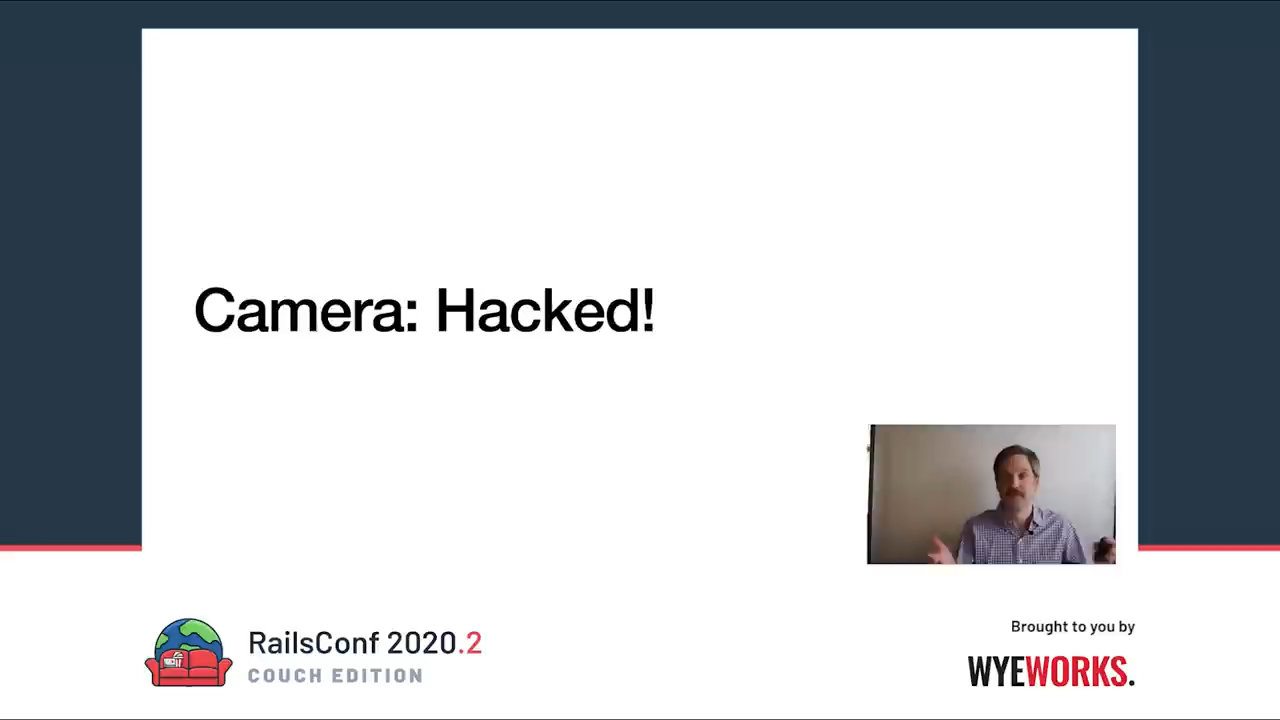 Camera: Hacked!
RailsConf 2020.2
COUCH EDITION
Brought to you by
WYEWORKS.